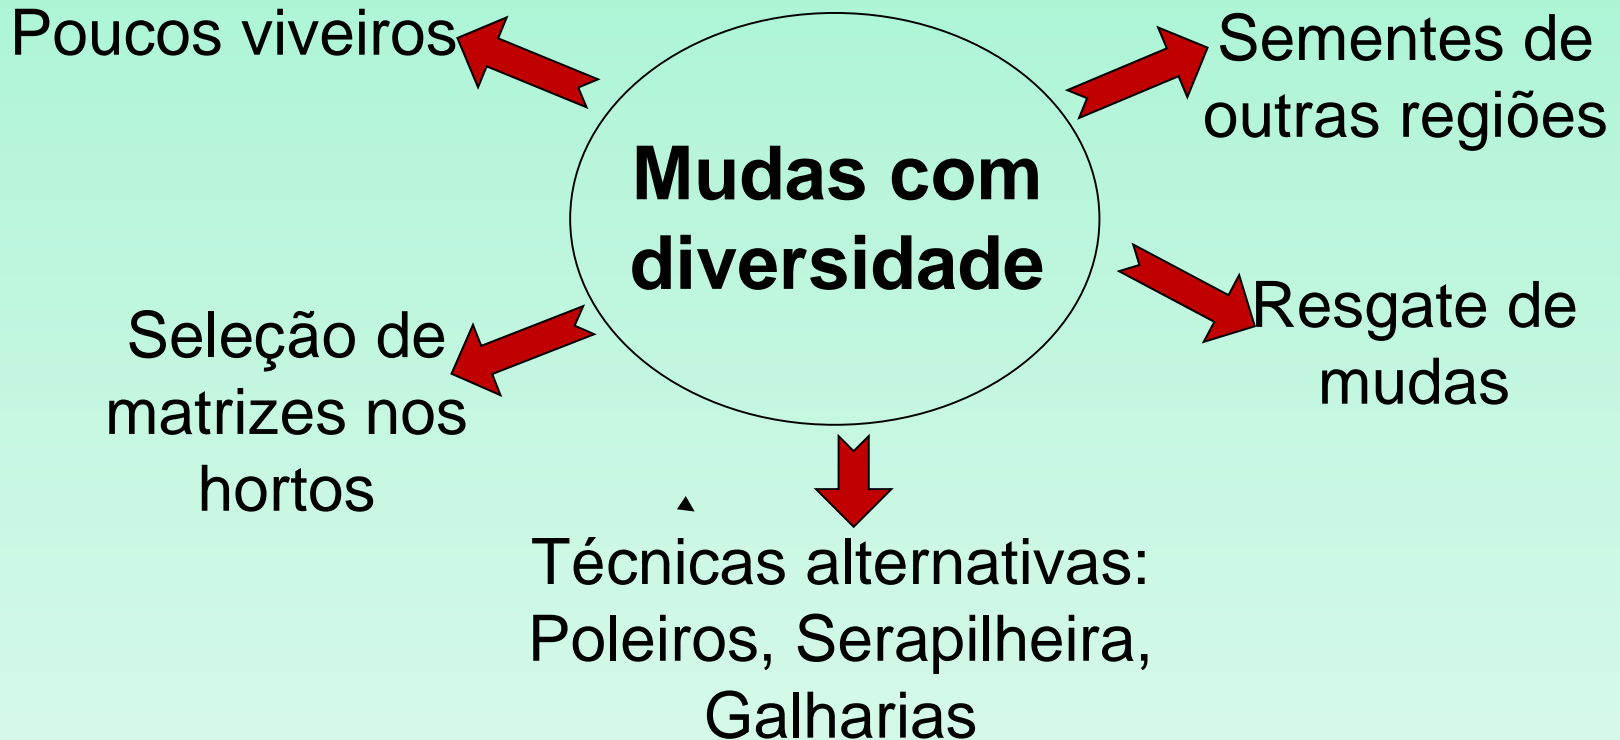 Poucos viveiros
Sementes de
outras regiões
Mudas com
diversidade
Seleção de
matrizes nos
hortos
Resgate de
mudas
Técnicas alternativas:
Poleiros, Serapilheira,
Galharias